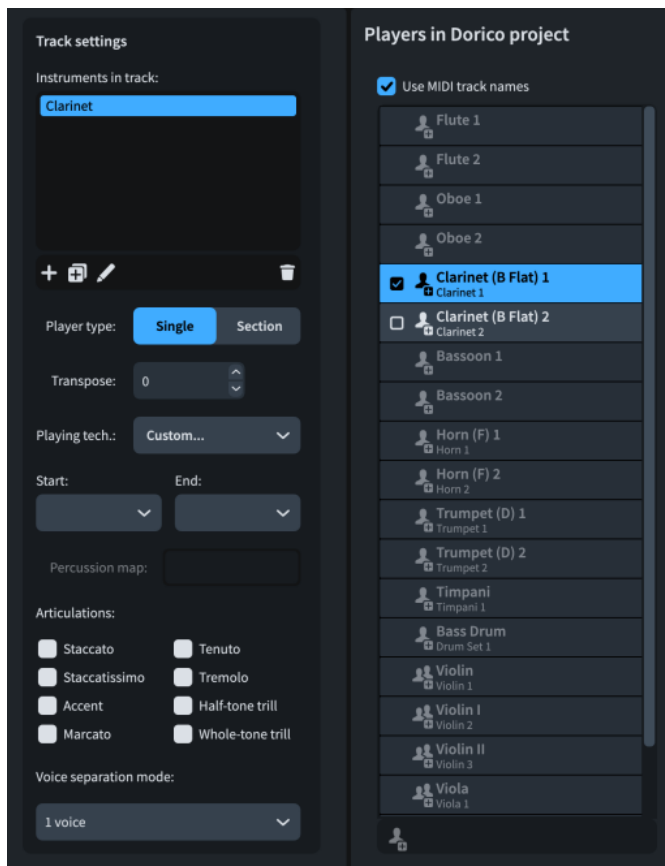 Track settings
Instruments in track:
Clarinet
Player type: Single Section
Transpose: 0
Playing tech.: Custom...
Start: End:
Percussion map:
Articulations:
Staccato Tenuto
Staccatissimo Tremolo
Accent Half-tone trill
Marcato Whole-tone trill
Voice separation mode:
1 voice
Players in Dorico project
Use MIDI track names
Flute 1
Flute 2
Oboe 1
Oboe 2
Clarinet (B Flat) 1
Clarinet 1
Clarinet (B Flat) 2
Clarinet 2
Bassoon 1
Bassoon 2
Horn (F) 1
Horn 1
Horn (F) 2
Horn 2
Trumpet (D) 1
Trumpet 1
Trumpet (D) 2
Trumpet 2
Timpani
Timpani 1
Bass Drum
Drum Set 1
Violin
Violin 1
Violin I
Violin 2
Violin II
Violin 3
Viola
Viola 1